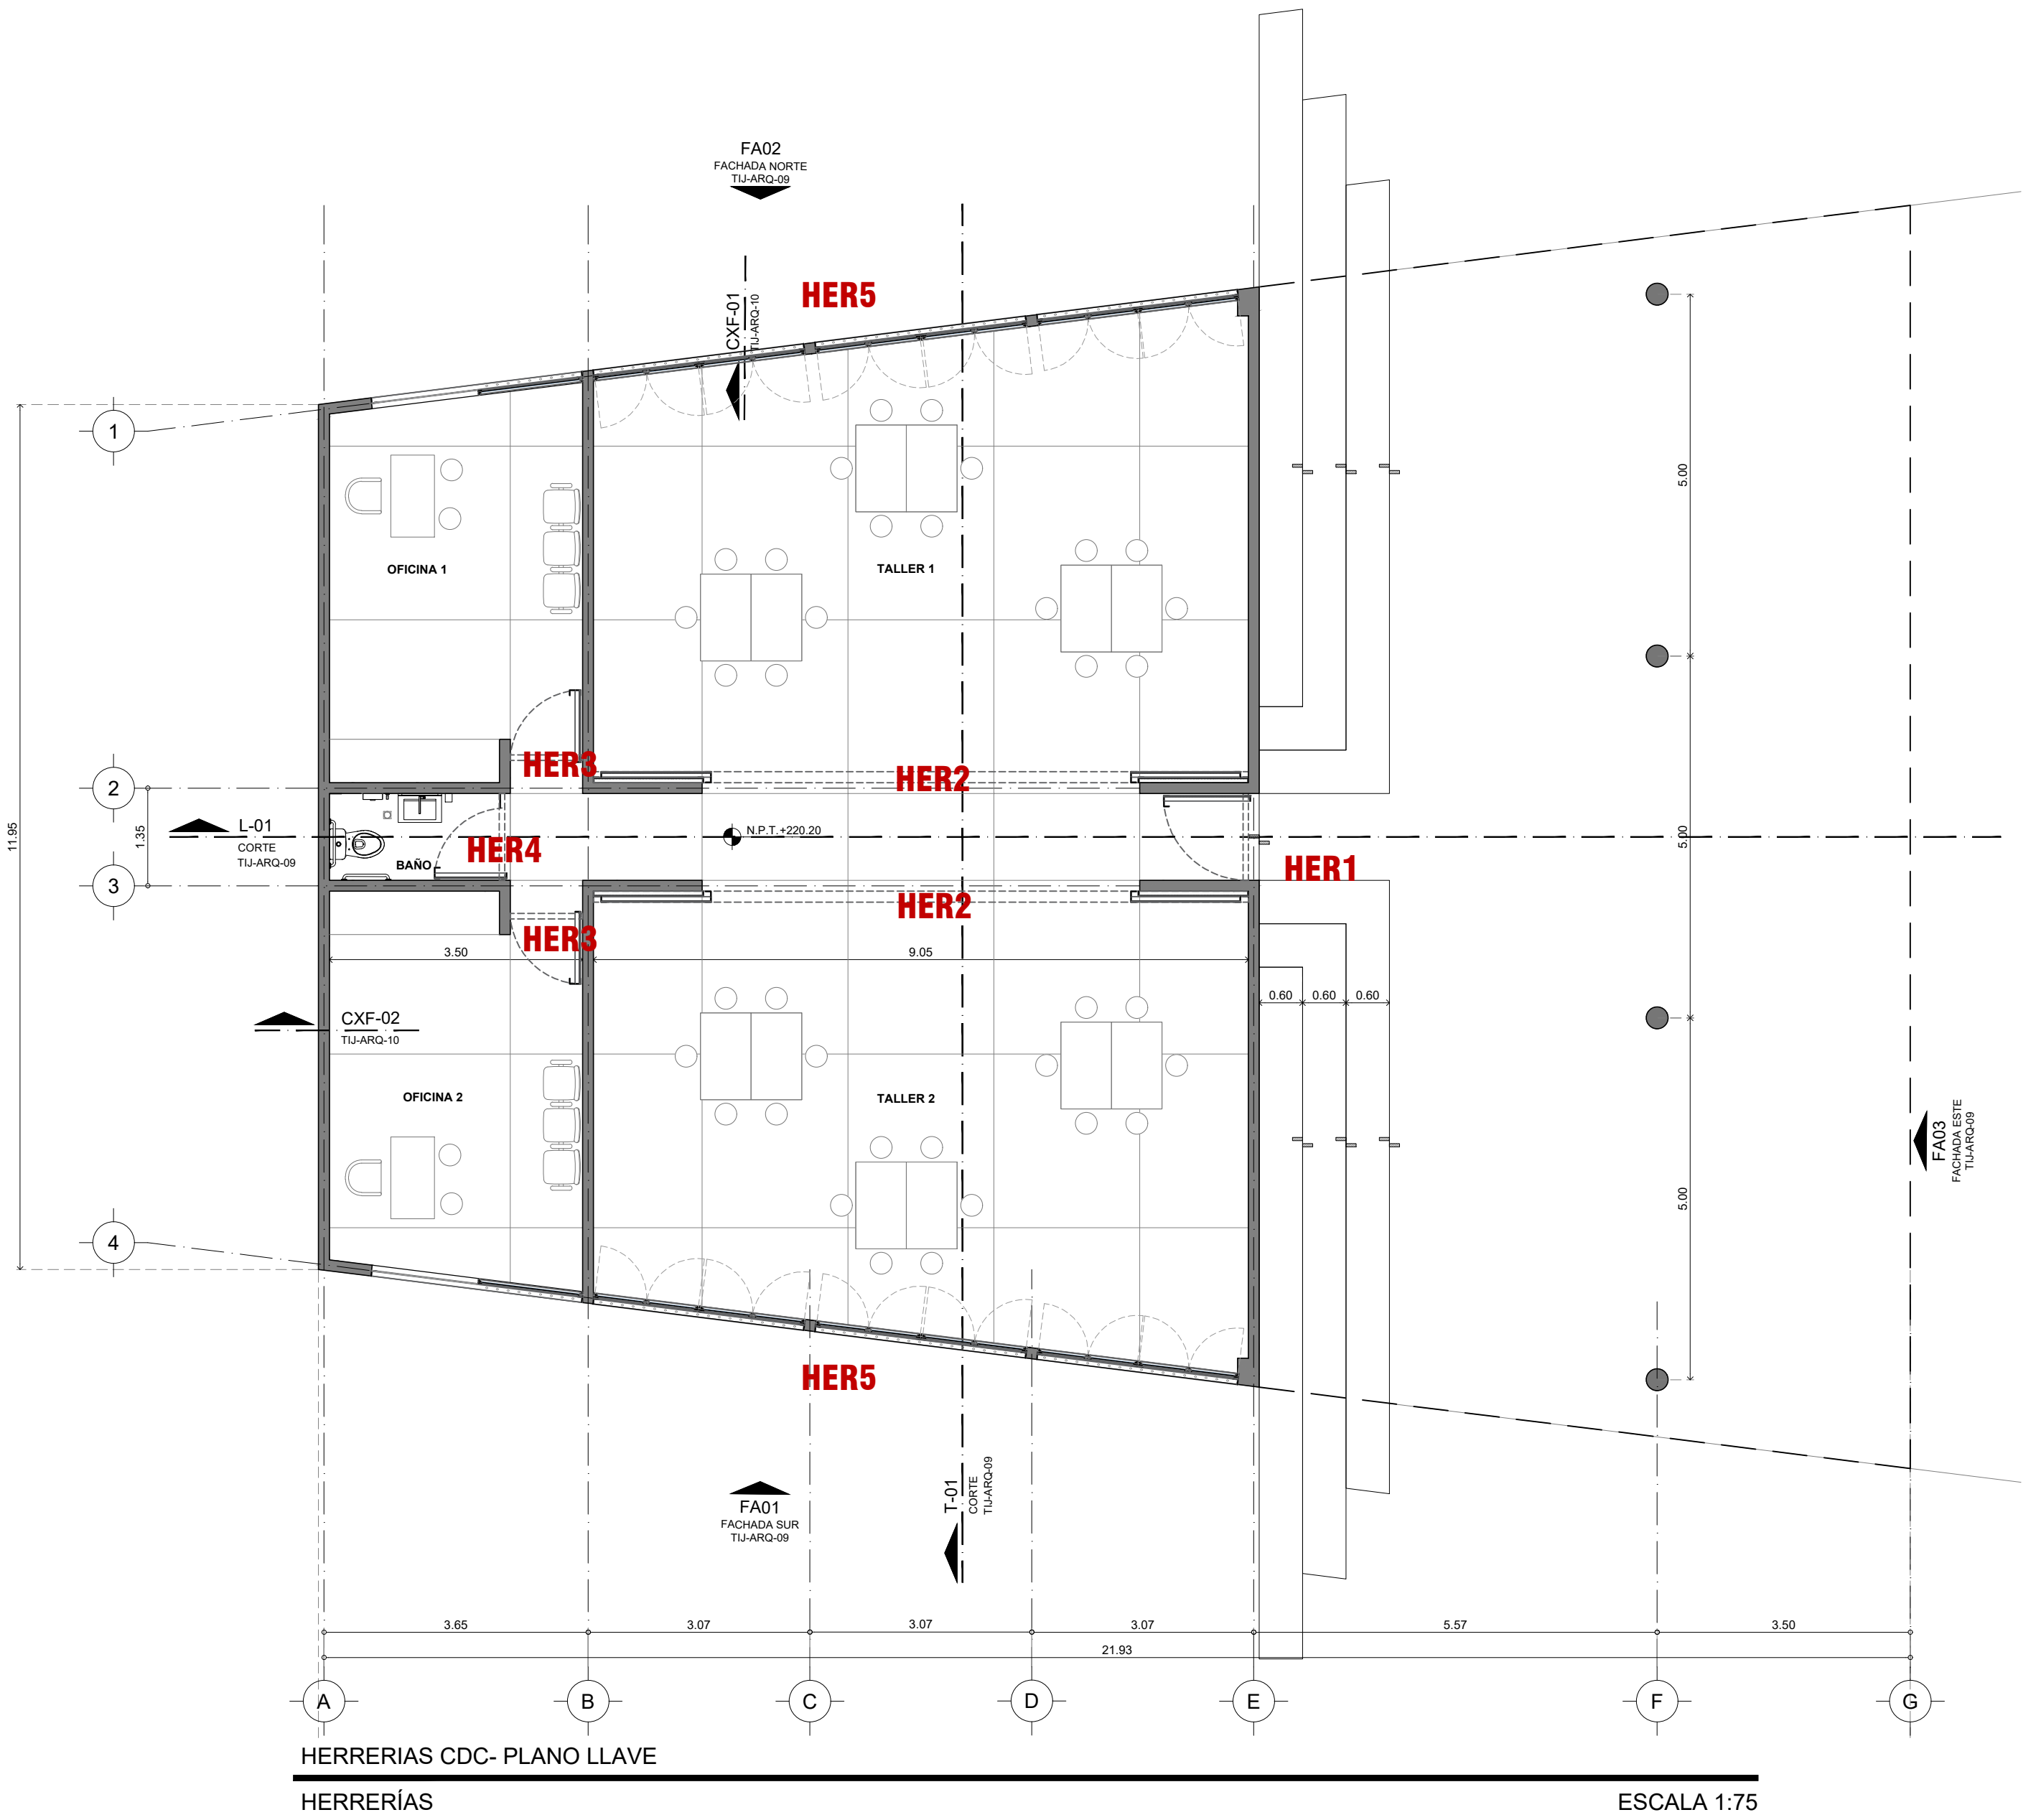 FA02
FACHADA NORTE
TIJ-ARQ-09
HER5
CXF-01
TIJ-ARQ-10
1
5.00
OFICINA 1
TALLER 1
HER3
HER2
2
11.95
1.35
L-01
CORTE
TIJ-ARQ-09
N.P.T.+220.20
5.00
HER4
BAÑO
HER1
3
HER2
HER3
3.50
9.05
0.60
0.60
0.60
CXF-02
TIJ-ARQ-10
OFICINA 2
TALLER 2
FA03
FACHADA ESTE
TIJ-ARQ-09
5.00
4
HER5
FA01
FACHADA SUR
TIJ-ARQ-09
T-01
CORTE
TIJ-ARQ-09
3.65
3.07
3.07
3.07
5.57
3.50
21.93
A
B
C
D
E
F
G
HERRERIAS CDC- PLANO LLAVE
HERRERÍAS
ESCALA 1:75